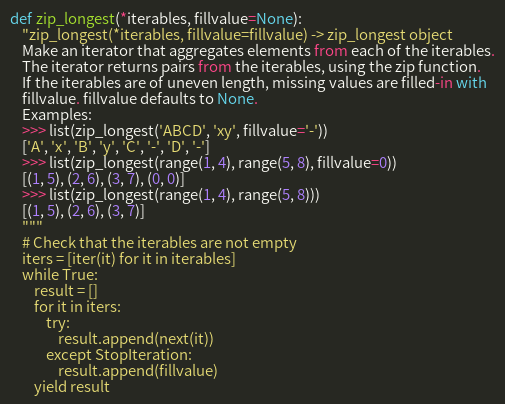 def zip_longest(*iterables, fillvalue=None):
    "zip_longest(*iterables, fillvalue=fillvalue) -> zip_longest object
    Make an iterator that aggregates elements from each of the iterables.
    The iterator returns pairs from the iterables, using the zip function.
    If the iterables are of uneven length, missing values are filled-in with
    fillvalue. fillvalue defaults to None.
    Examples:
    >>> list(zip_longest('ABCD', 'xy', fillvalue='-'))
    ['A', 'x', 'B', 'y', 'C', '-', 'D', '-']
    >>> list(zip_longest(range(1, 4), range(5, 8), fillvalue=0))
    [(1, 5), (2, 6), (3, 7), (0, 0)]
    >>> list(zip_longest(range(1, 4), range(5, 8)))
    [(1, 5), (2, 6), (3, 7)]
    """
    # Check that the iterables are not empty
    iters = [iter(it) for it in iterables]
    while True:
        result = []
        for it in iters:
            try:
                result.append(next(it))
            except StopIteration:
                result.append(fillvalue)
        yield result